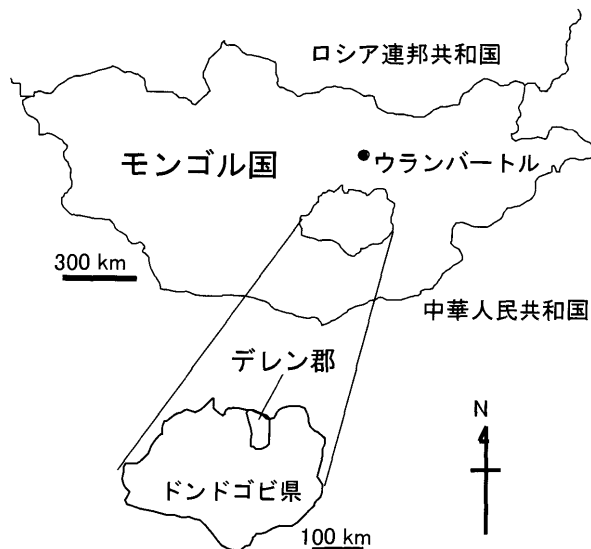 ロシア連邦共和国
モンゴル国
ウランバートル
300 km
中華人民共和国
デレン郡
N
ドンドゴビ県
100 km